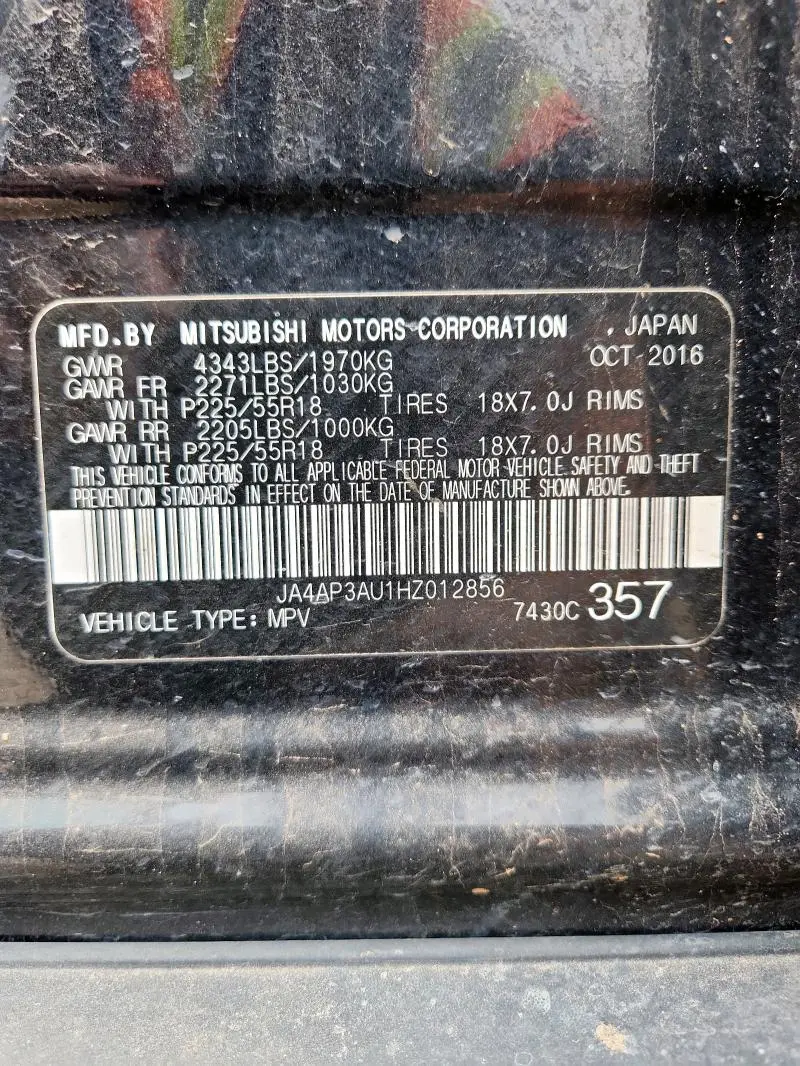 MFD.BY MITSUBISHI MOTORS CORPORATION , JAPAN
GVWR 4343LBS/1970KG OCT 2016
GAWR FR 2271LBS/1030KG
WITH P225/55R18 TIRES 18X7.0J RIMS
GAWR RR 2205LBS/1000KG
WITH P225/55R18 TIRES 18X7.0J RIMS
THIS VEHICLE CONFORMS TO ALL APPLICABLE FEDERAL MOTOR VEHICLE SAFETY AND THEFT
PREVENTION STANDARDS IN EFFECT ON THE DATE OF MANUFACTURE SHOWN ABOVE.
JA4AP3AU1HZ012856
VEHICLE TYPE: MPV 7430C 357